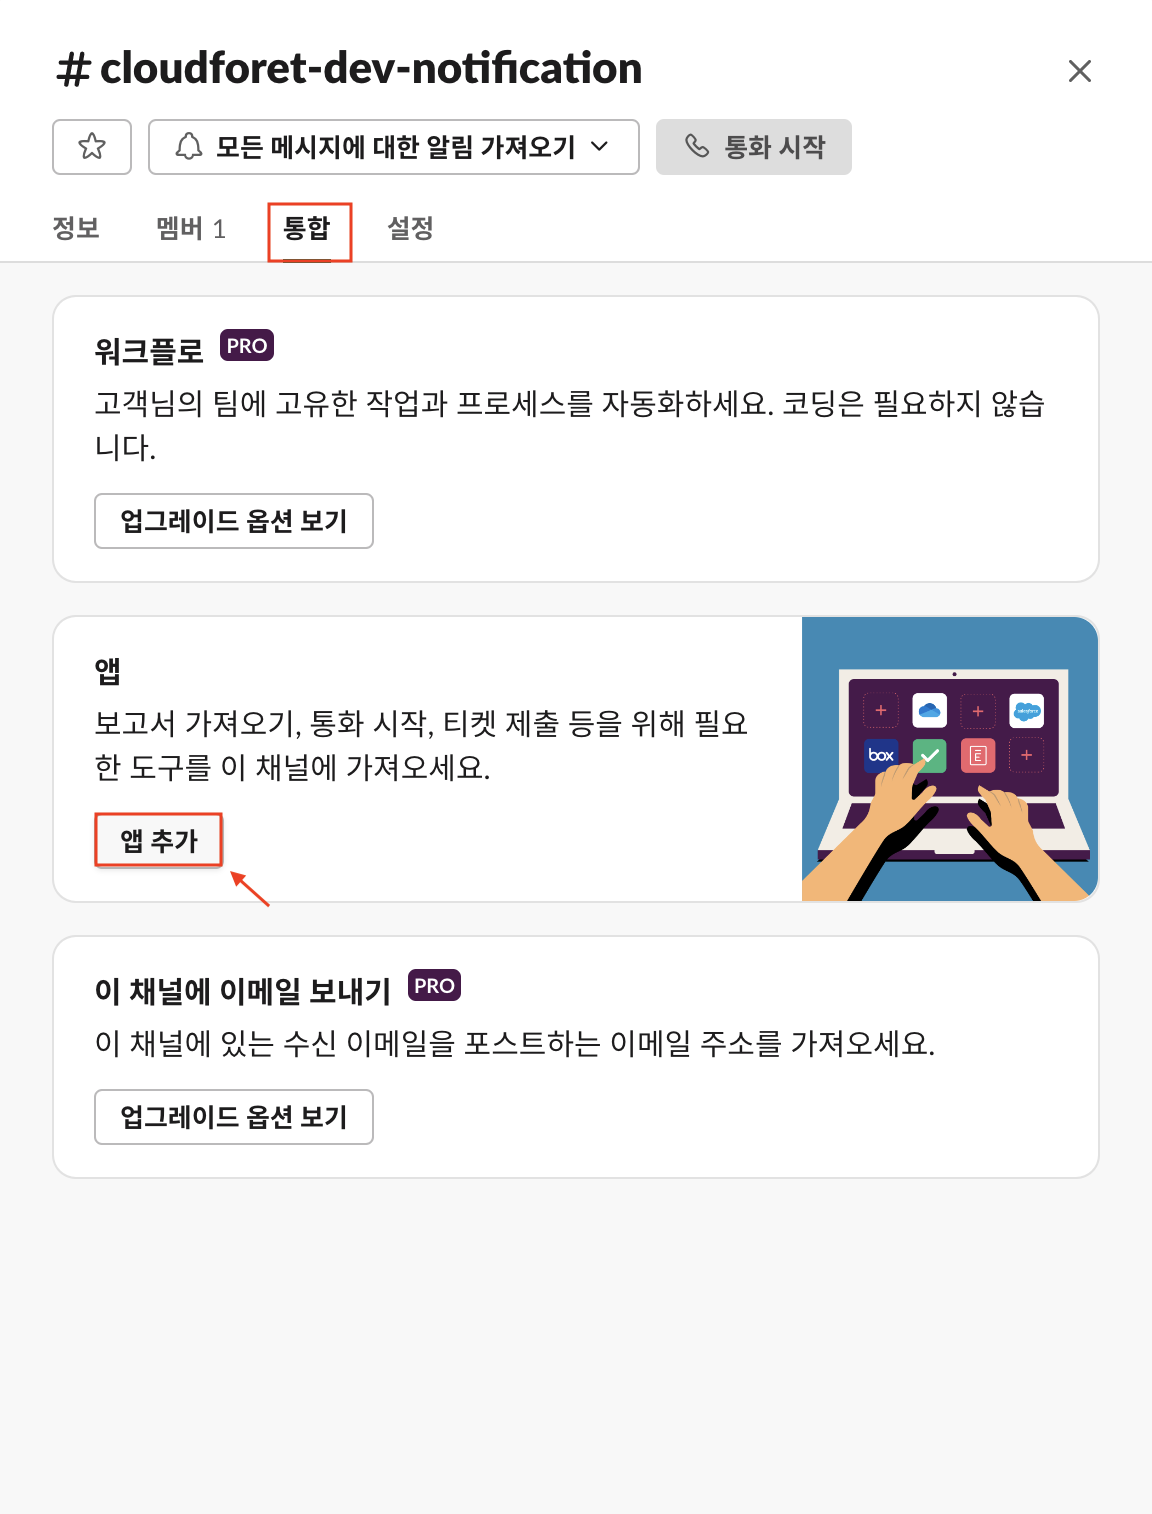 # cloudforet-dev-notification
모든 메시지에 대한 알림 가져오기
통화 시작
정보 멤버 1 통합 설정
워크플로 PRO
고객님의 팀에 고유한 작업과 프로세스를 자동화하세요. 코딩은 필요하지 않습
니다.
업그레이드 옵션 보기
앱
보고서 가져오기, 통화 시작, 티켓 제출 등을 위해 필요
한 도구를 이 채널에 가져오세요.
앱 추가
salesforce
box
E
이 채널에 이메일 보내기 PRO
이 채널에 있는 수신 이메일을 포스트하는 이메일 주소를 가져오세요.
업그레이드 옵션 보기